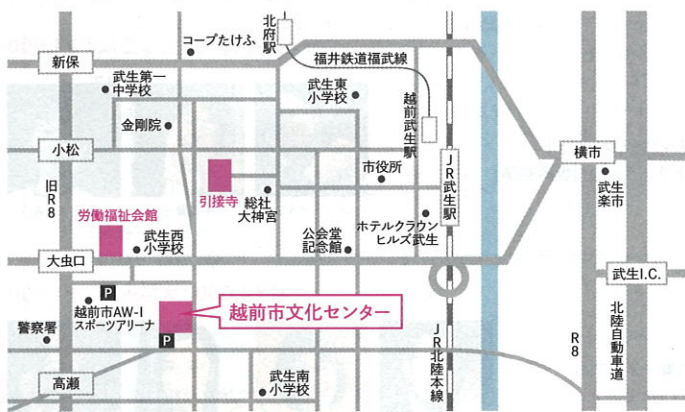 北府駅
コープたけふ
福井鉄道福武線
新保
武生第一
中学校
武生東
小学校
越前武生駅
金剛院
小松
横市
市役所
JR武生駅
武生
楽市
旧R8
引接寺
総社
大神宮
労働福祉会館
武生西
小学校
公会堂
記念館
ホテルクラウン
ヒルズ武生
大虫口
武生I.C.
P
越前市AW-I
スポーツアリーナ
越前市文化センター
警察署
P
JR北陸本線
R8
北陸自動車道
高瀬
武生南
小学校